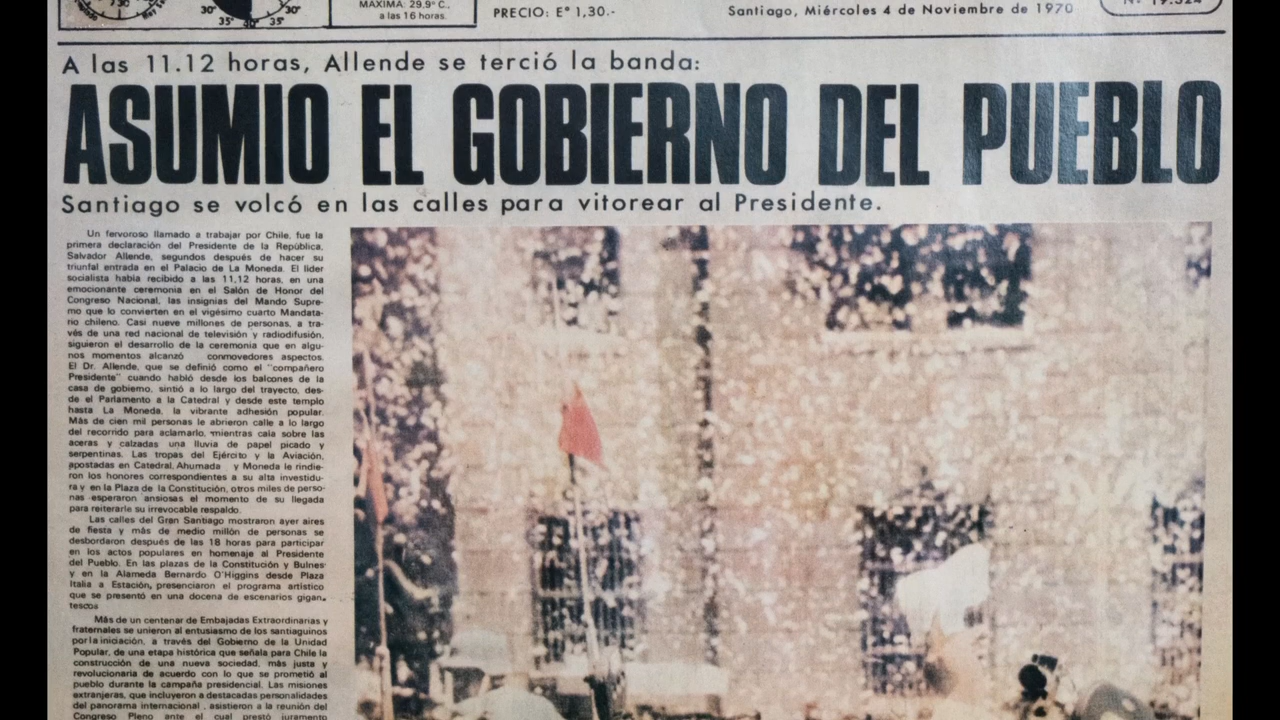 30° 35° 40° 35° 30°
MAXIMA: 29.9° C.,
a las 16 horas.
PRECIO: E° 1,30.-
Santiago, Miércoles 4 de Noviembre de 1970
N° 19.324
A las 11.12 horas, Allende se terció la banda:
ASUMIO EL GOBIERNO DEL PUEBLO
Santiago se volcó en las calles para vitorear al Presidente.
Un fervoroso llamado a trabajar por Chile, fue la
primera declaración del Presidente de la República,
Salvador Allende, segundos después de hacer su
triunfal entrada en el Palacio de La Moneda. El líder
socialista había recibido a las 11,12 horas, en una
emocionante ceremonia en el Salón de Honor del
Congreso Nacional, las insignias del Mando Supre-
mo que lo convierten en el vigésimo cuarto Mandata-
rio chileno. Casi nueve millones de personas, a tra-
vés de una red nacional de televisión y radiodifusión,
siguieron el desarrollo de la ceremonia que en algu-
nos momentos alcanzó conmovedores aspectos.
El Dr. Allende, que se definió como el "compañero
Presidente" cuando habló desde los balcones de la
casa de gobierno, sintió a lo largo del trayecto, des-
de el Parlamento a la Catedral y desde este templo
hasta La Moneda, la vibrante adhesión popular.
Más de cien mil personas le abrieron calle a lo largo
del recorrido para aclamarlo, mientras caía sobre las
aceras y calzadas una lluvia de papel picado y
serpentinas. Las tropas del Ejército y la Aviación,
apostadas en Catedral, Ahumada y Moneda le rindie-
ron los honores correspondientes a su alta investidu-
ra y en la Plaza de la Constitución, otros miles de perso-
nas esperaron ansiosas el momento de su llegada
para reiterarle su irrevocable respaldo.
Las calles del Gran Santiago mostraron ayer aires
de fiesta y más de medio millón de personas se
desbordaron después de las 18 horas para participar
en los actos populares en homenaje al Presidente
del Pueblo. En las plazas de la Constitución y Bulnes
y en la Alameda Bernardo O'Higgins desde Plaza
Italia a Estación, presenciaron el programa artístico
que se presentó en una docena de escenarios gigan,
tescos
Más de un centenar de Embajadas Extraordinarias y
fraternales se unieron al entusiasmo de los santiaguinos
por la iniciación, a través del Gobierno de la Unidad
Popular, de una etapa histórica que señala para Chile la
construcción de una nueva sociedad, más justa y
revolucionaria de acuerdo con lo que se prometió al
pueblo durante la campaña presidencial. Las misiones
extranjeras, que incluyeron a destacadas personalidades
del panorama internacional, asistieron a la reunión del
Congreso Pleno ante el cual prestó juramento